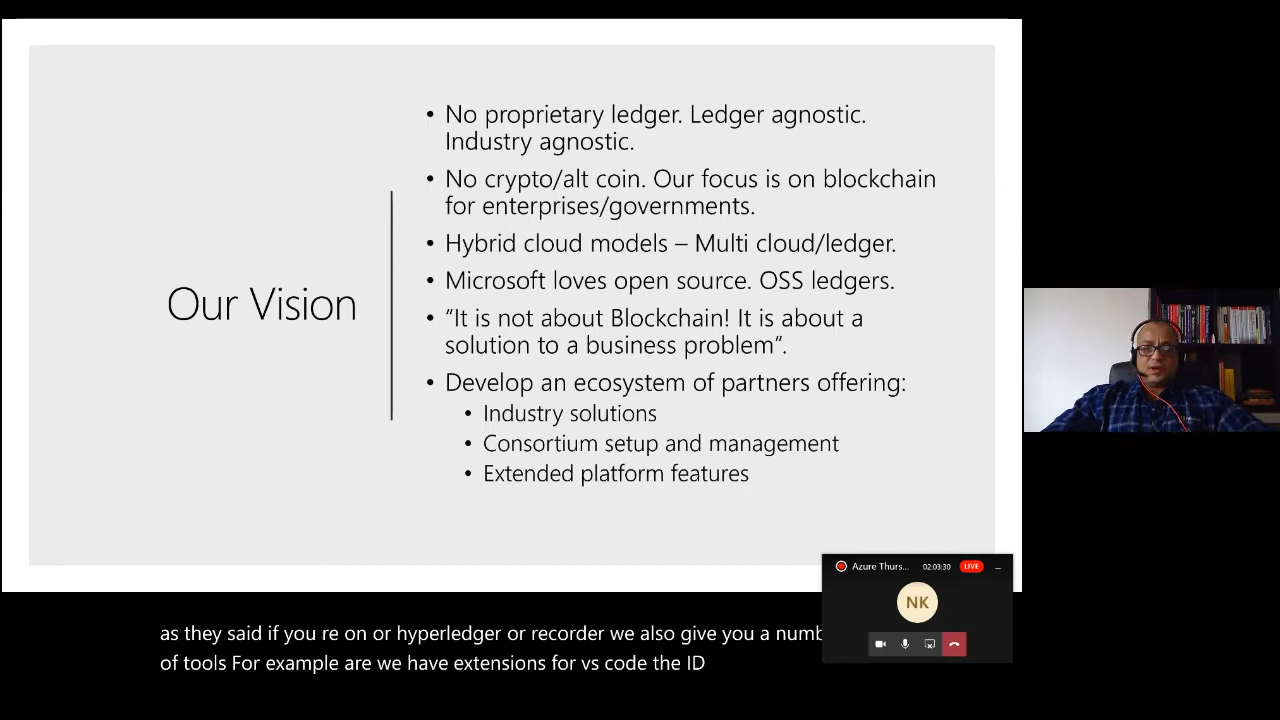 Our Vision
• No proprietary ledger. Ledger agnostic.
Industry agnostic.
• No crypto/alt coin. Our focus is on blockchain
for enterprises/governments.
• Hybrid cloud models – Multi cloud/ledger.
• Microsoft loves open source. OSS ledgers.
• “It is not about Blockchain! It is about a
solution to a business problem“.
• Develop an ecosystem of partners offering:
• Industry solutions
• Consortium setup and management
• Extended platform features
Azure Thurs... 02:03:30 LIVE
NK
as they said if you re on or hyperledger or recorder we also give you a numb
of tools For example are we have extensions for vs code the ID